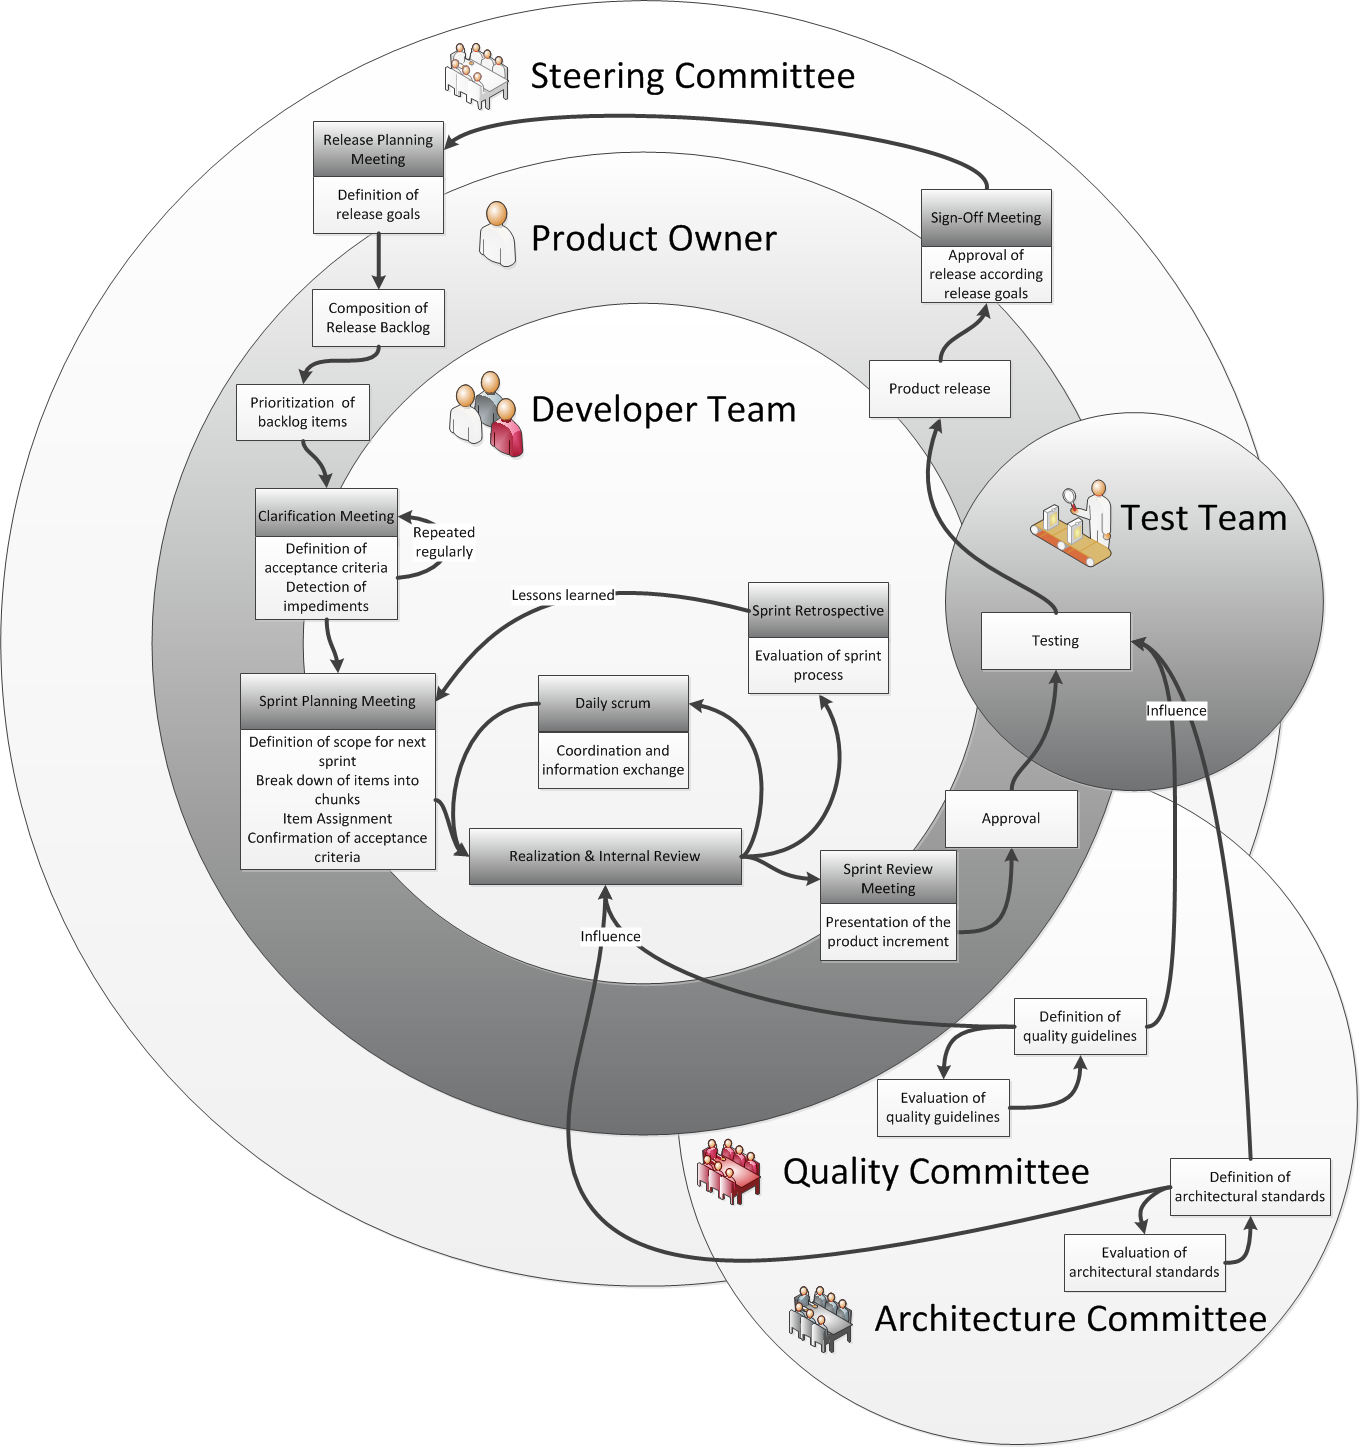 Steering Committee
Release Planning
Meeting
Definition of
release goals
Sign-Off Meeting
Approval of
release according
release goals
Product Owner
Composition of
Release Backlog
Product release
Prioritization of
backlog items
Developer Team
Clarification Meeting
Definition of
acceptance criteria
Detection of
impediments
Repeated
regularly
Test Team
Testing
Influence
Lessons learned
Sprint Retrospective
Evaluation of sprint
process
Sprint Planning Meeting
Definition of scope for next
sprint
Break down of items into
chunks
Item Assignment
Confirmation of acceptance
criteria
Daily scrum
Coordination and
information exchange
Realization & Internal Review
Approval
Sprint Review
Meeting
Presentation of the
product increment
Influence
Definition of
quality guidelines
Evaluation of
quality guidelines
Quality Committee
Definition of
architectural standards
Evaluation of
architectural standards
Architecture Committee